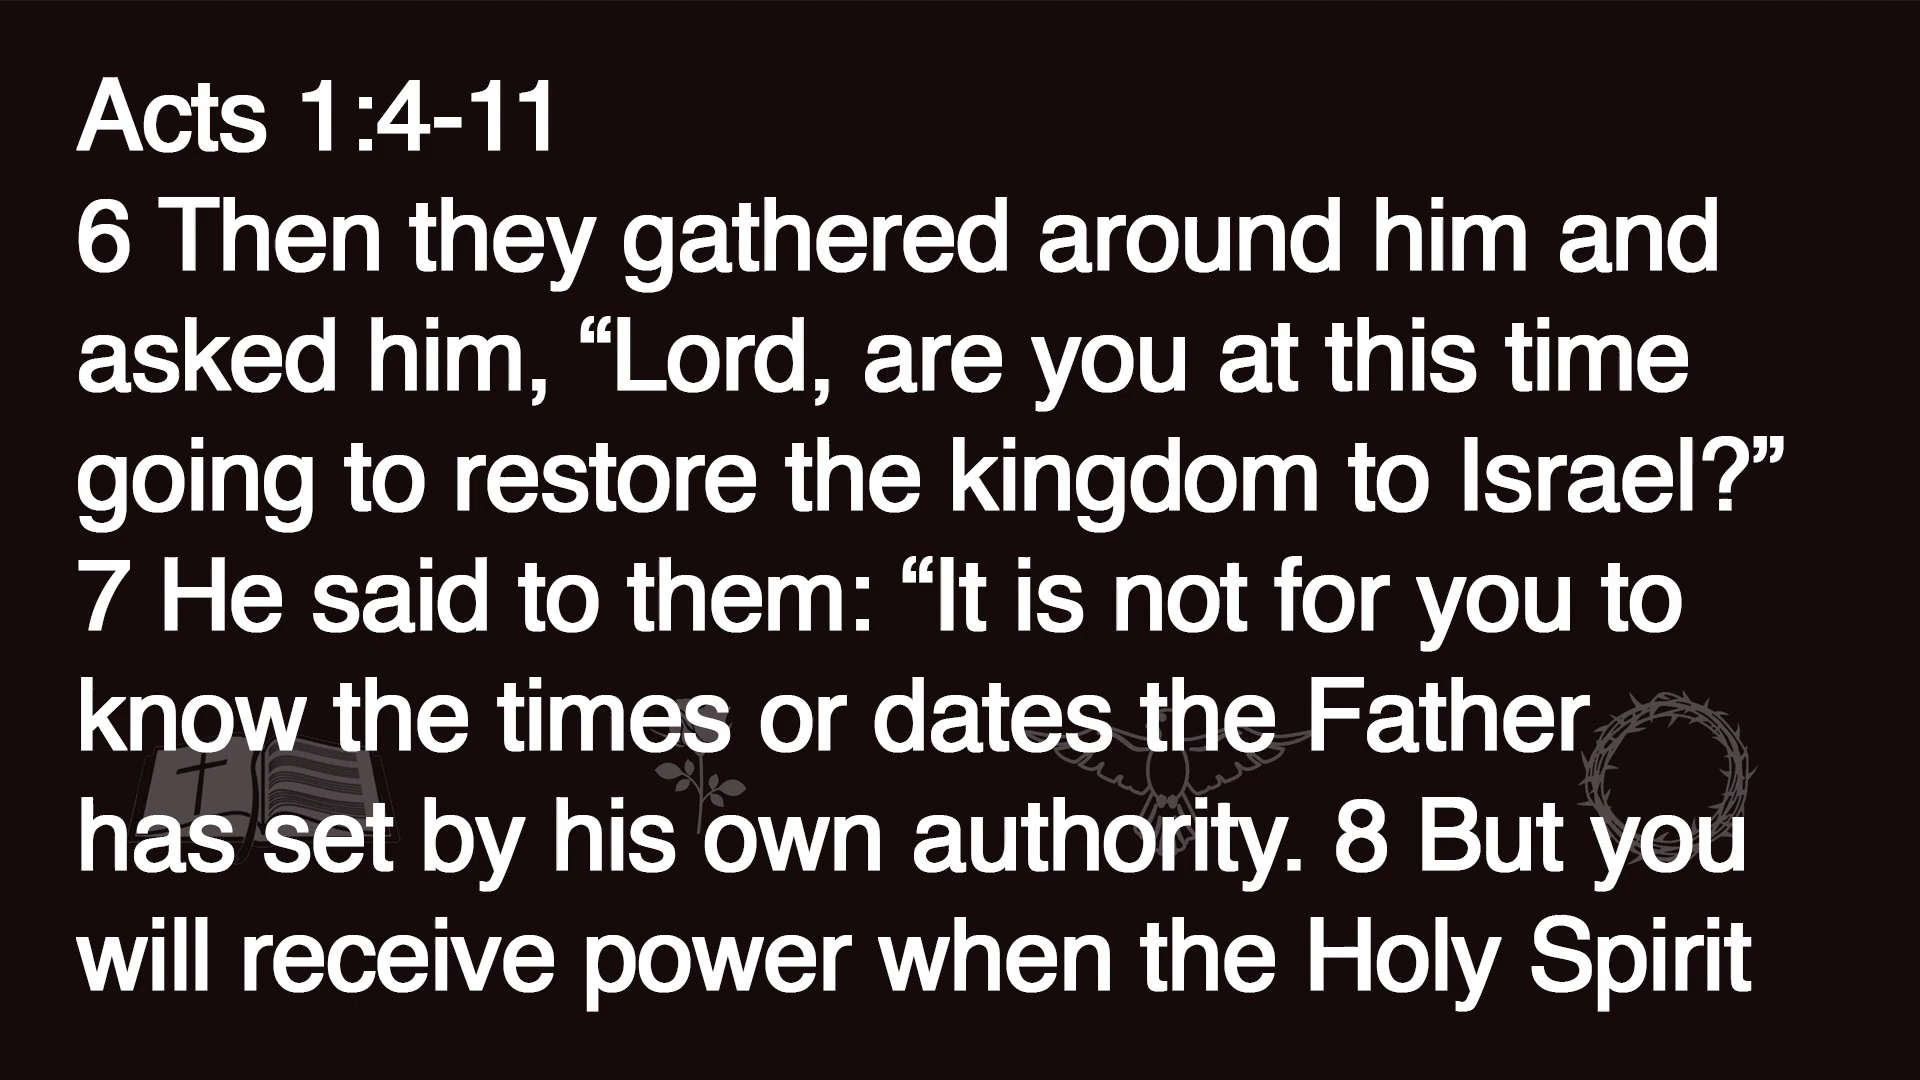 Acts 1:4-11
6 Then they gathered around him and
asked him, “Lord, are you at this time
going to restore the kingdom to Israel?”
7 He said to them: “It is not for you to
know the times or dates the Father
has set by his own authority. 8 But you
will receive power when the Holy Spirit